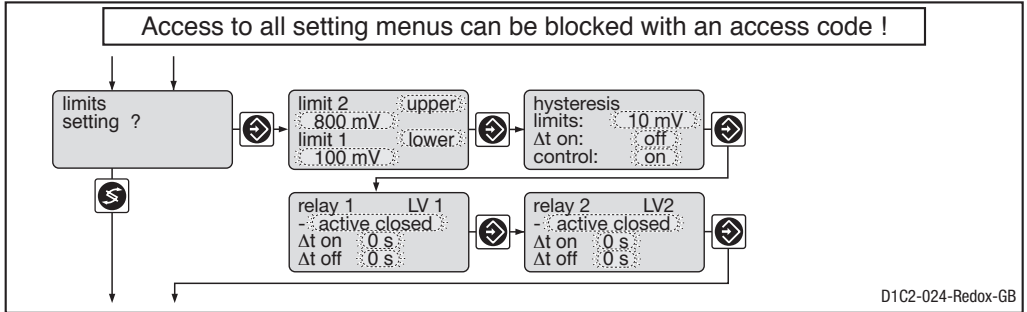 Access to all setting menus can be blocked with an access code !
limits
setting ?
limit 2 upper
800 mV
limit 1 lower
100 mV
hysteresis
limits: 10 mV
Δt on: off
control: on
relay 1 LV 1
- active closed
Δt on 0 s
Δt off 0 s
relay 2 LV2
- active closed
Δt on 0 s
Δt off 0 s
D1C2-024-Redox-GB